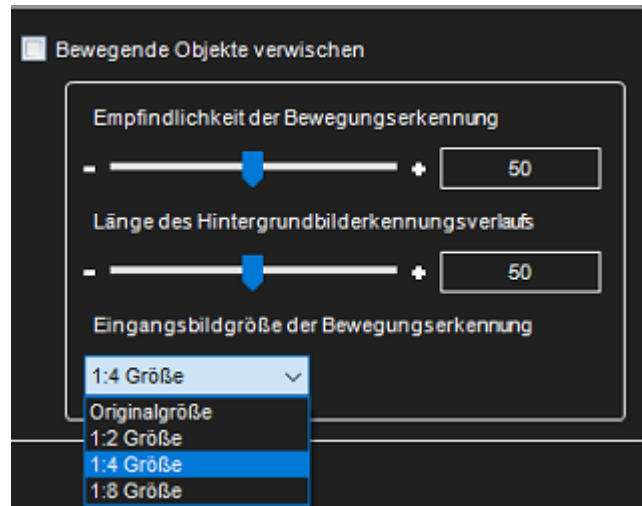 Bewegende Objekte verwischen
Empfindlichkeit der Bewegungserkennung
- + 50
Länge des Hintergrundbilderkennungsverlaufs
- + 50
Eingangsbildgröße der Bewegungserkennung
1:4 Größe
Originalgröße
1:2 Größe
1:4 Größe
1:8 Größe